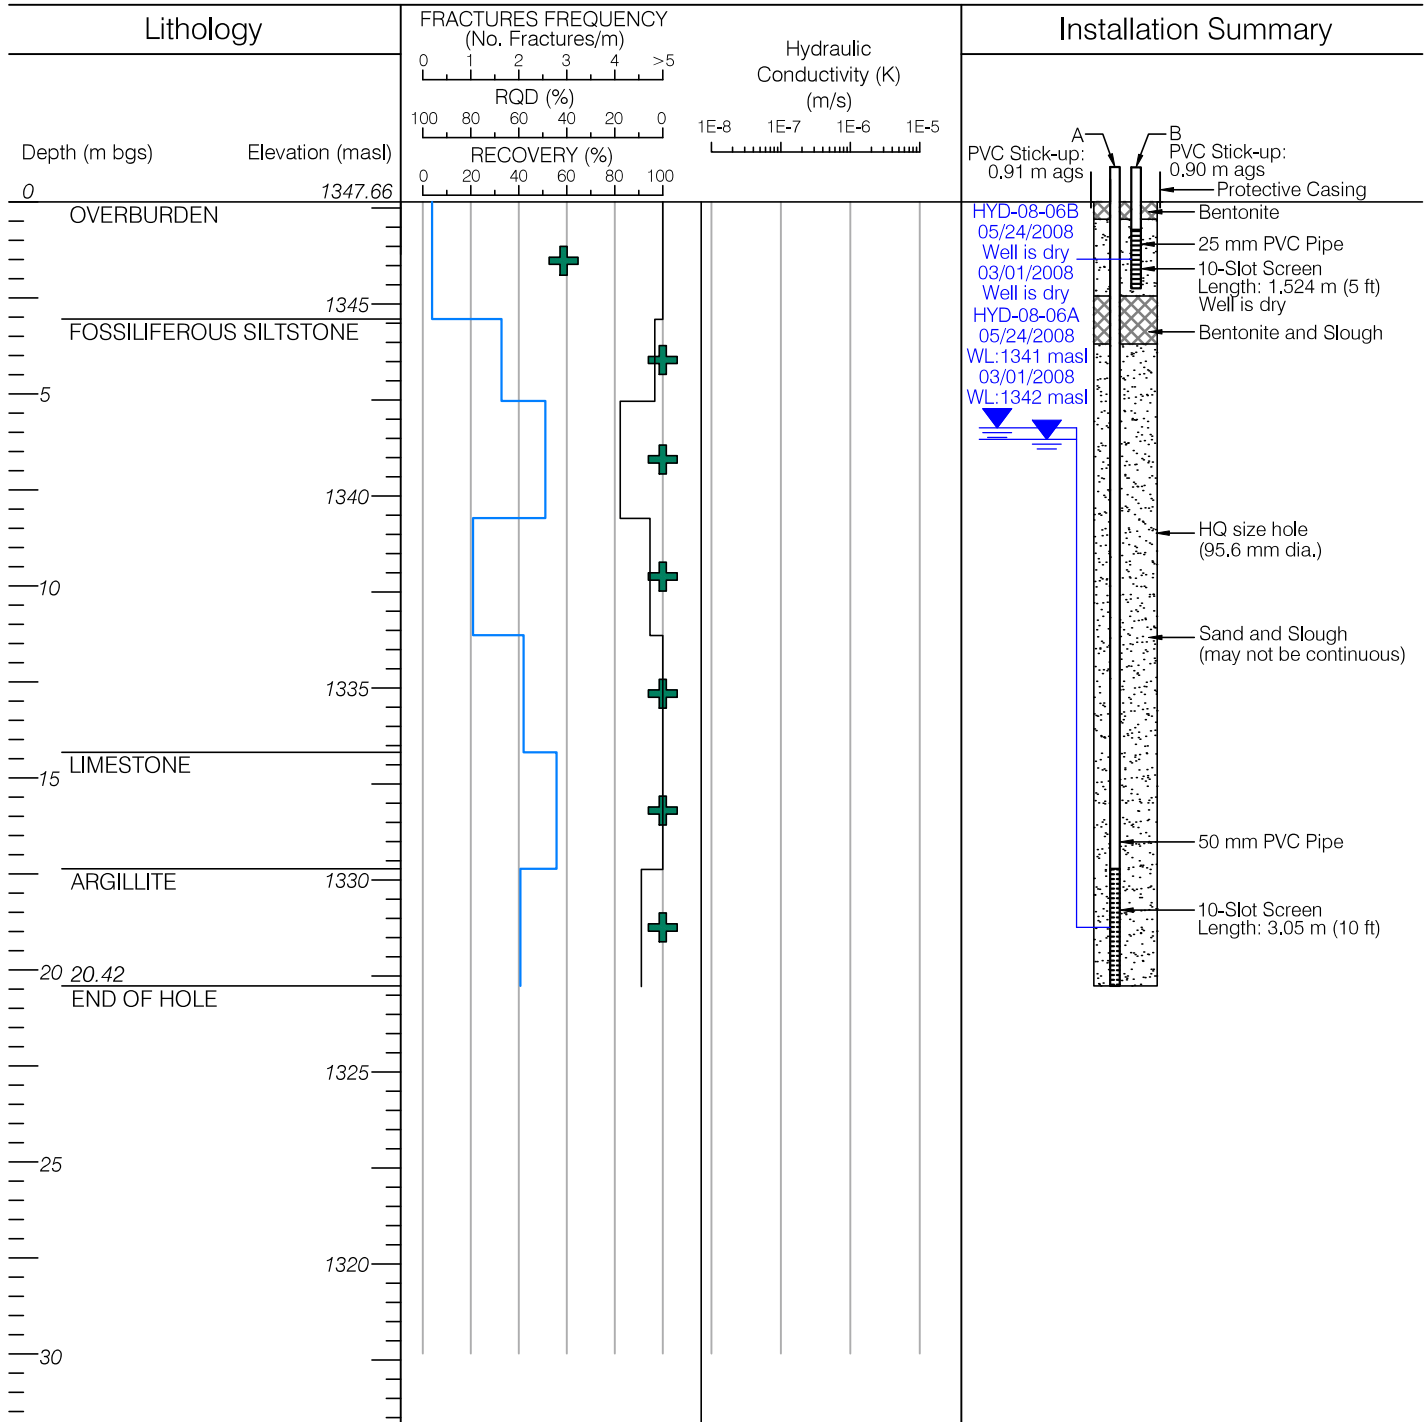 Lithology
FRACTURES FREQUENCY
(No. Fractures/m)
0 1 2 3 4 >5
RQD (%)
100 80 60 40 20 0
RECOVERY (%)
0 20 40 60 80 100
Hydraulic
Conductivity (K)
(m/s)
1E-8 1E-7 1E-6 1E-5
Installation Summary
Depth (m bgs) Elevation (masl)
0 1347.66
OVERBURDEN
1345
FOSSILIFEROUS SILTSTONE
5
1340
10
1335
LIMESTONE
15
ARGILLITE
1330
20 20.42
END OF HOLE
1325
25
1320
30
A B
PVC Stick-up:
0.91 m ags
PVC Stick-up:
0.90 m ags
Protective Casing
Bentonite
HYD-08-06B
05/24/2008
Well is dry
03/01/2008
Well is dry
HYD-08-06A
05/24/2008
WL:1341 masl
03/01/2008
WL:1342 masl
25 mm PVC Pipe
10-Slot Screen
Length: 1.524 m (5 ft)
Well is dry
Bentonite and Slough
HQ size hole
(95.6 mm dia.)
Sand and Slough
(may not be continuous)
50 mm PVC Pipe
10-Slot Screen
Length: 3.05 m (10 ft)